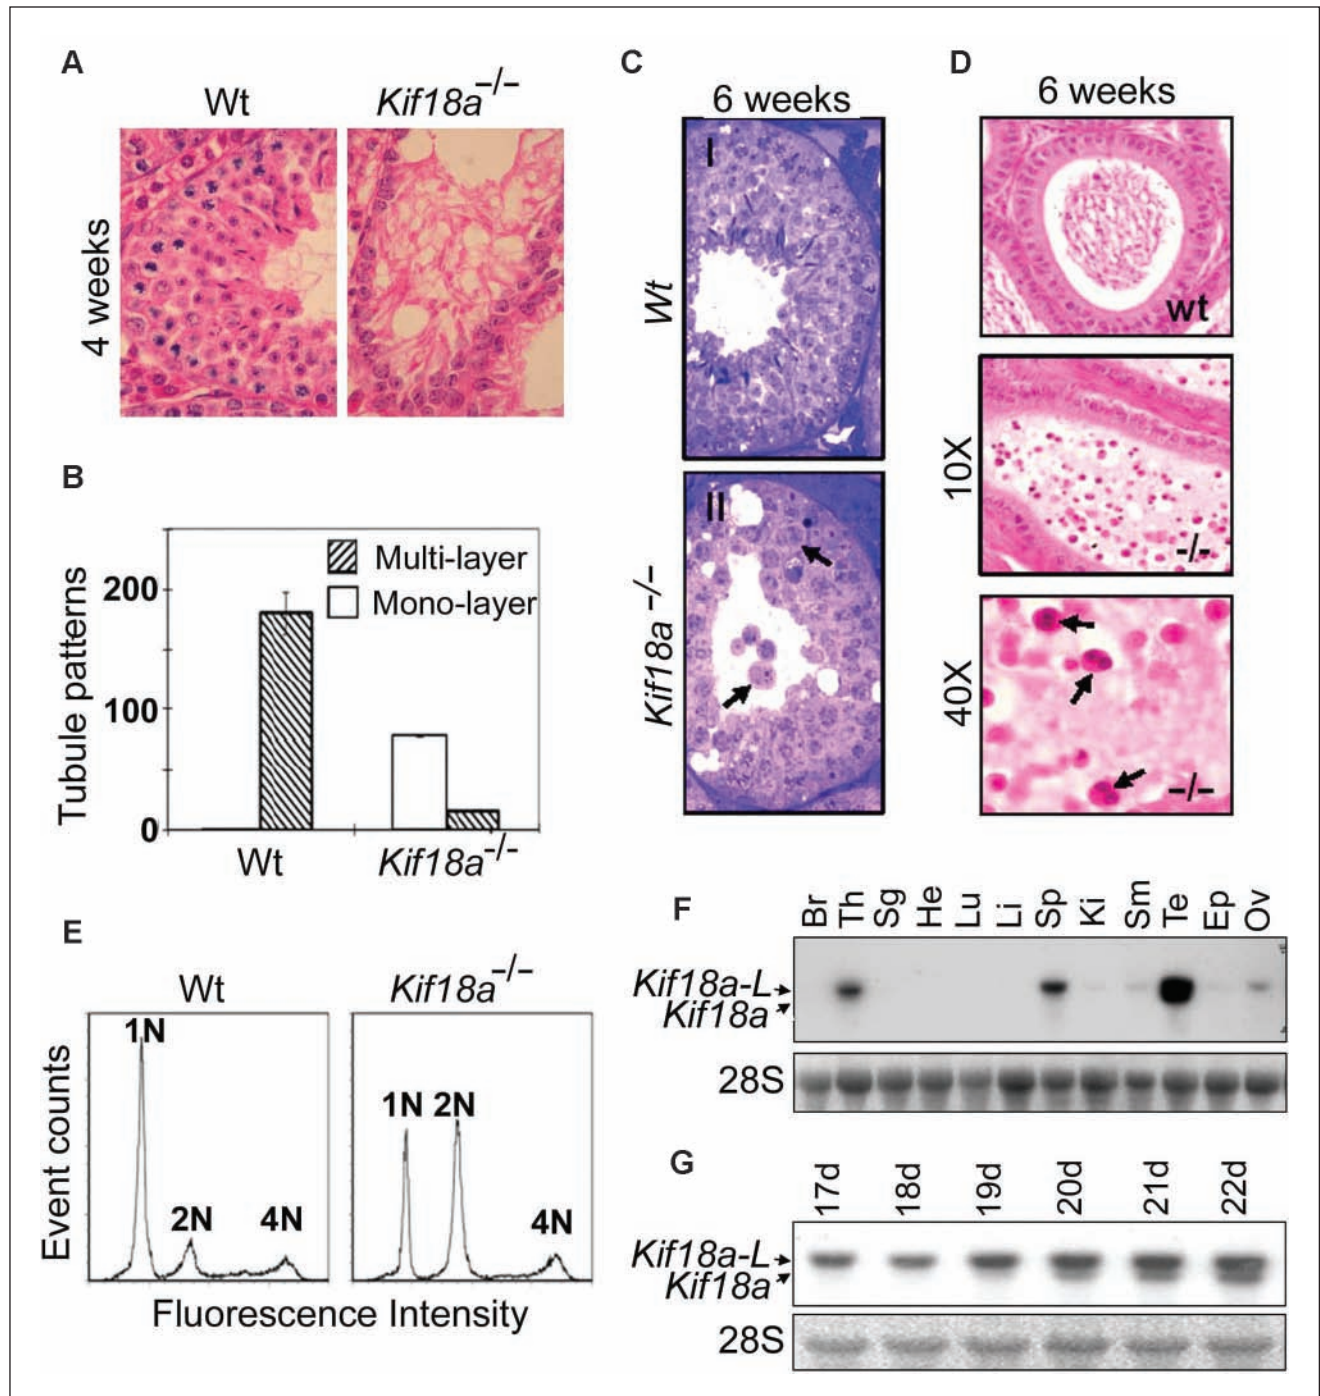 A
Wt
Kif18a–/–
4 weeks
B
Multi-layer
Mono-layer
Tubule patterns
200
100
0
Wt
Kif18a-/-
C
6 weeks
I
Wt
II
Kif18a–/–
D
6 weeks
wt
10X
-/-
40X
–/–
E
Wt
Kif18a–/–
1N
2N
4N
1N
2N
4N
Event counts
Fluorescence Intensity
F
Br Th Sg He Lu Li Sp Ki Sm Te Ep Ov
Kif18a-L
Kif18a
28S
G
17d 18d 19d 20d 21d 22d
Kif18a-L
Kif18a
28S